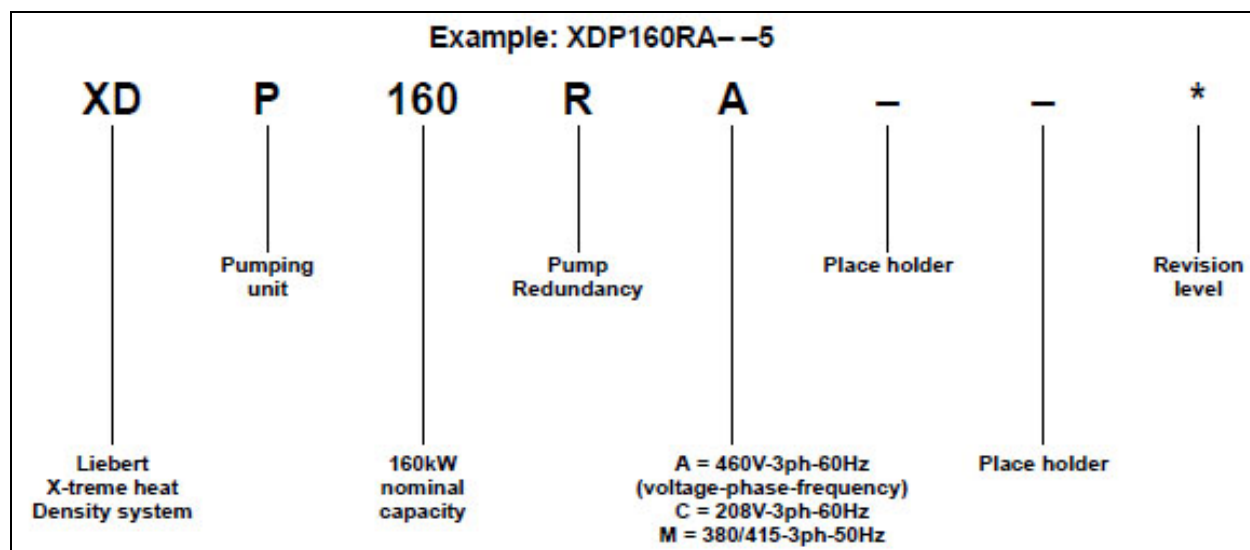 Example: XDP160RA– –5
XD P 160 R A – – *
Pumping
unit
Pump
Redundancy
Place holder
Revision
level
Liebert
X-treme heat
Density system
160kW
nominal
capacity
A = 460V-3ph-60Hz
(voltage-phase-frequency)
C = 208V-3ph-60Hz
M = 380/415-3ph-50Hz
Place holder